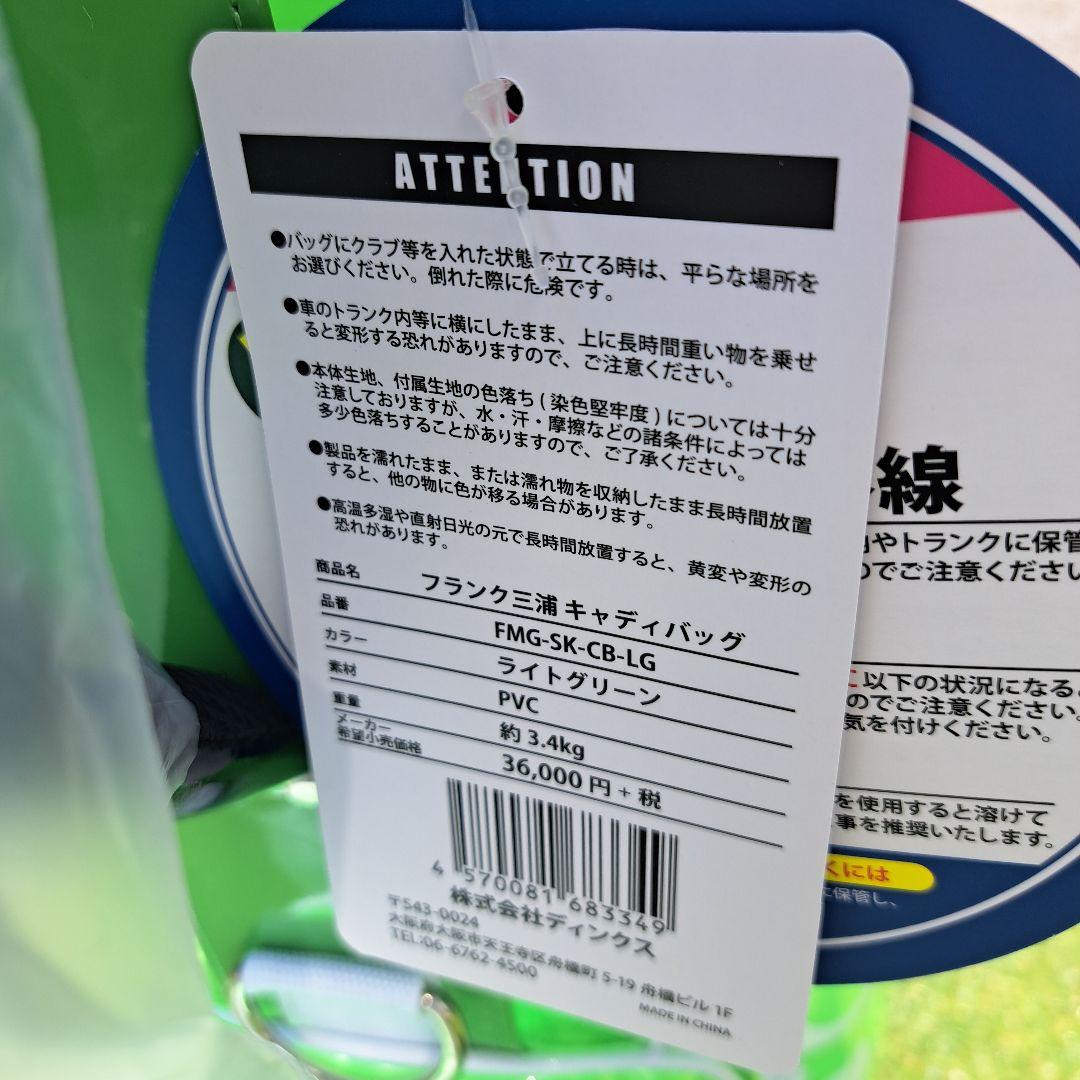 ATTENTION
●バッグにクラブ等を入れた状態で立てる時は、平らな場所を
お選びください。倒れた際に危険です。
●車のトランク内等に横にしたまま、上に長時間重い物を乗せ
ると変形する恐れがありますので、ご注意ください。
●本体生地、付属生地の色落ち(染色堅牢度)については十分
注意しておりますが、水・汗・摩擦などの諸条件によっては
多少色落ちすることがありますので、ご了承ください。
●製品を濡れたまま、または濡れ物を収納したまま長時間放置
すると、他の物に色が移る場合があります。
●高温多湿や直射日光の元で長時間放置すると、黄変や変形の
恐れがあります。
商品名 フランク三浦 キャディバッグ
品番 FMG-SK-CB-LG
カラー ライトグリーン
素材 PVC
重量 約 3.4kg
メーカー
希望小売価格 36,000 円 + 税
4 570081 683349
株式会社ディンクス
〒543-0024
大阪府大阪市天王寺区舟橋町 5-19 舟橋ビル 1F
TEL:06-6762-4500
MADE IN CHINA
線
やトランクに保管
のでご注意ください
以下の状況になる
のでご注意ください。
気を付けください。
を使用すると溶けて
事を推奨いたします。
くには
に保管し、